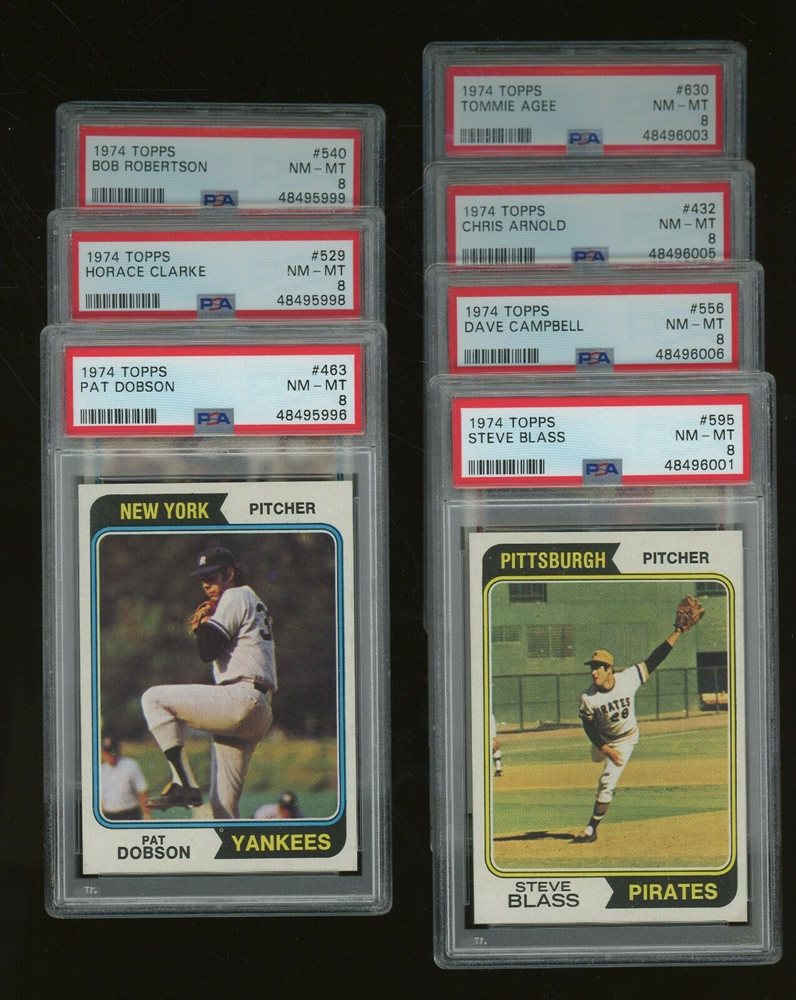 1974 TOPPS #540
BOB ROBERTSON NM - MT
8
PSA 48495999
1974 TOPPS #529
HORACE CLARKE NM - MT
8
PSA 48495998
1974 TOPPS #463
PAT DOBSON NM - MT
8
PSA 48495996
NEW YORK PITCHER
PAT
DOBSON YANKEES
1974 TOPPS #630
TOMMIE AGEE NM - MT
8
PSA 48496003
1974 TOPPS #432
CHRIS ARNOLD NM - MT
8
PSA 48496005
1974 TOPPS #556
DAVE CAMPBELL NM - MT
8
PSA 48496006
1974 TOPPS #595
STEVE BLASS NM - MT
8
PSA 48496001
PITTSBURGH PITCHER
PIRATES
28
STEVE
BLASS PIRATES